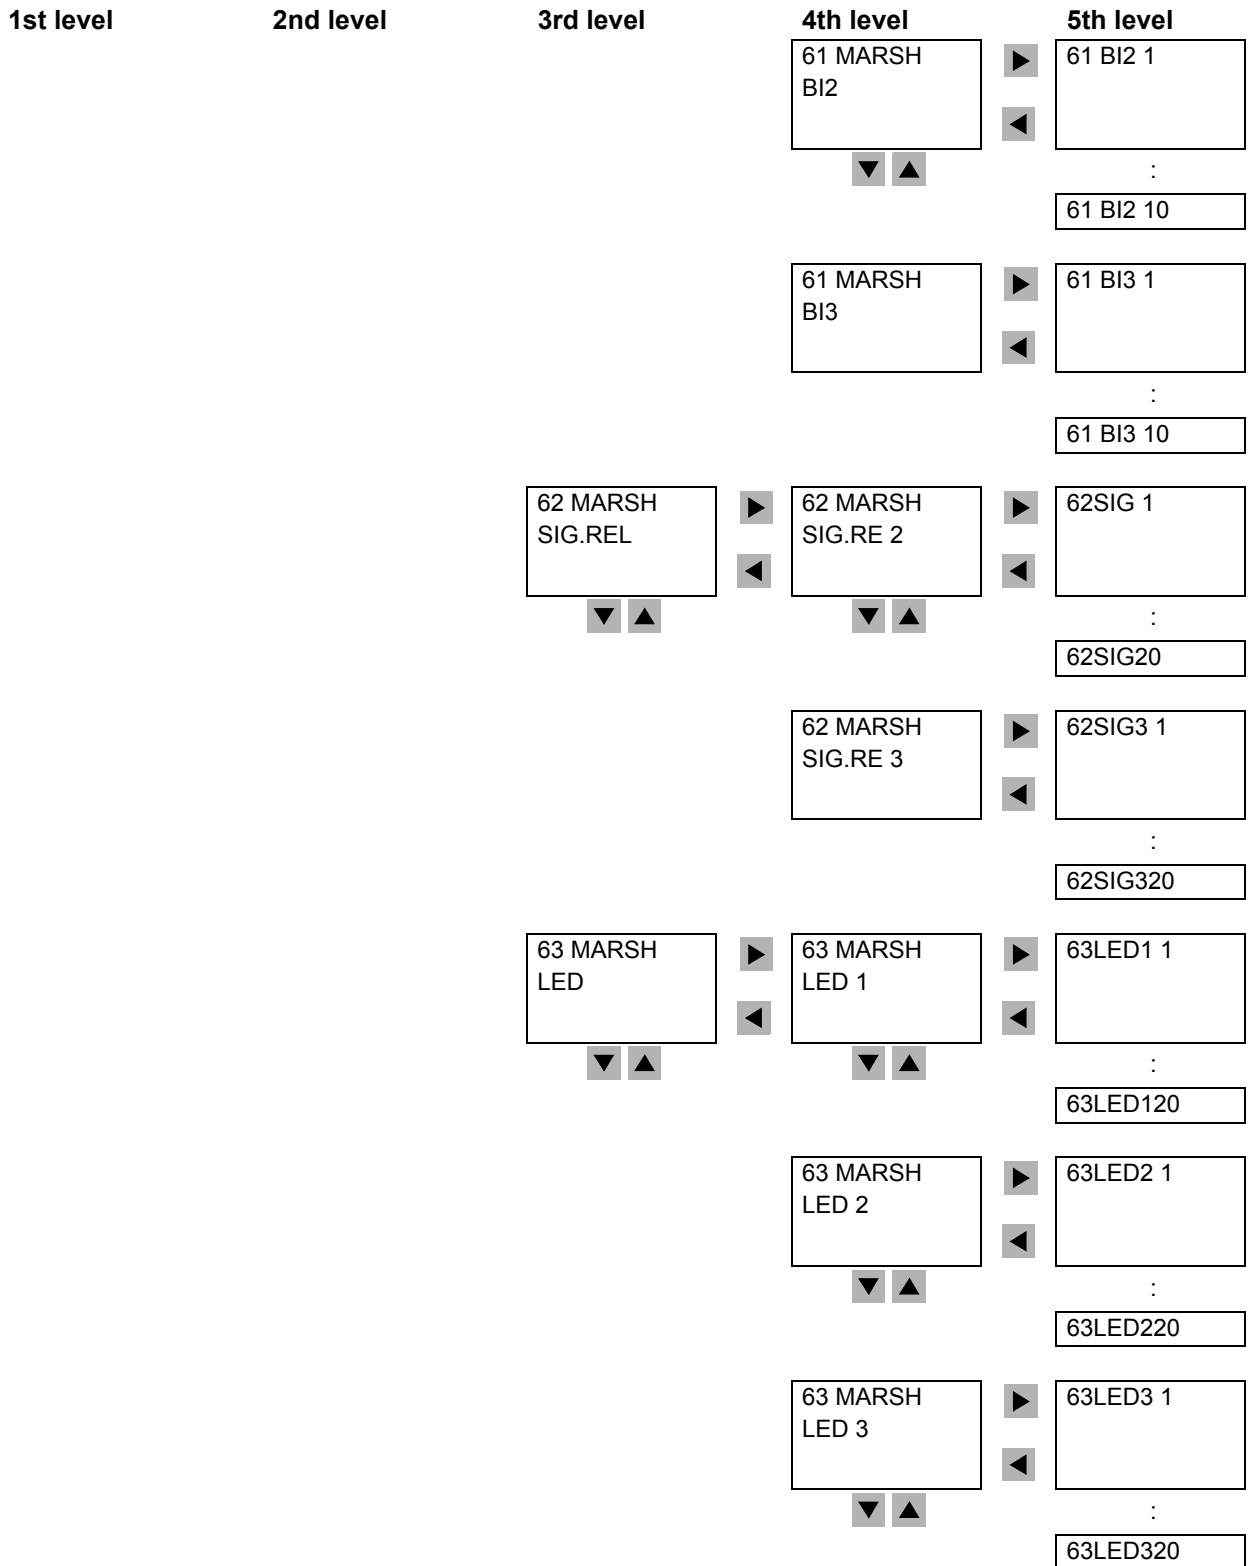 1st level 2nd level 3rd level 4th level 5th level
61 MARSH
BI2
61 BI2 1
:
61 BI2 10
61 MARSH
BI3
61 BI3 1
:
61 BI3 10
62 MARSH
SIG.REL
62 MARSH
SIG.RE 2
62SIG 1
:
62SIG20
62 MARSH
SIG.RE 3
62SIG3 1
:
62SIG320
63 MARSH
LED
63 MARSH
LED 1
63LED1 1
:
63LED120
63 MARSH
LED 2
63LED2 1
:
63LED220
63 MARSH
LED 3
63LED3 1
:
63LED320